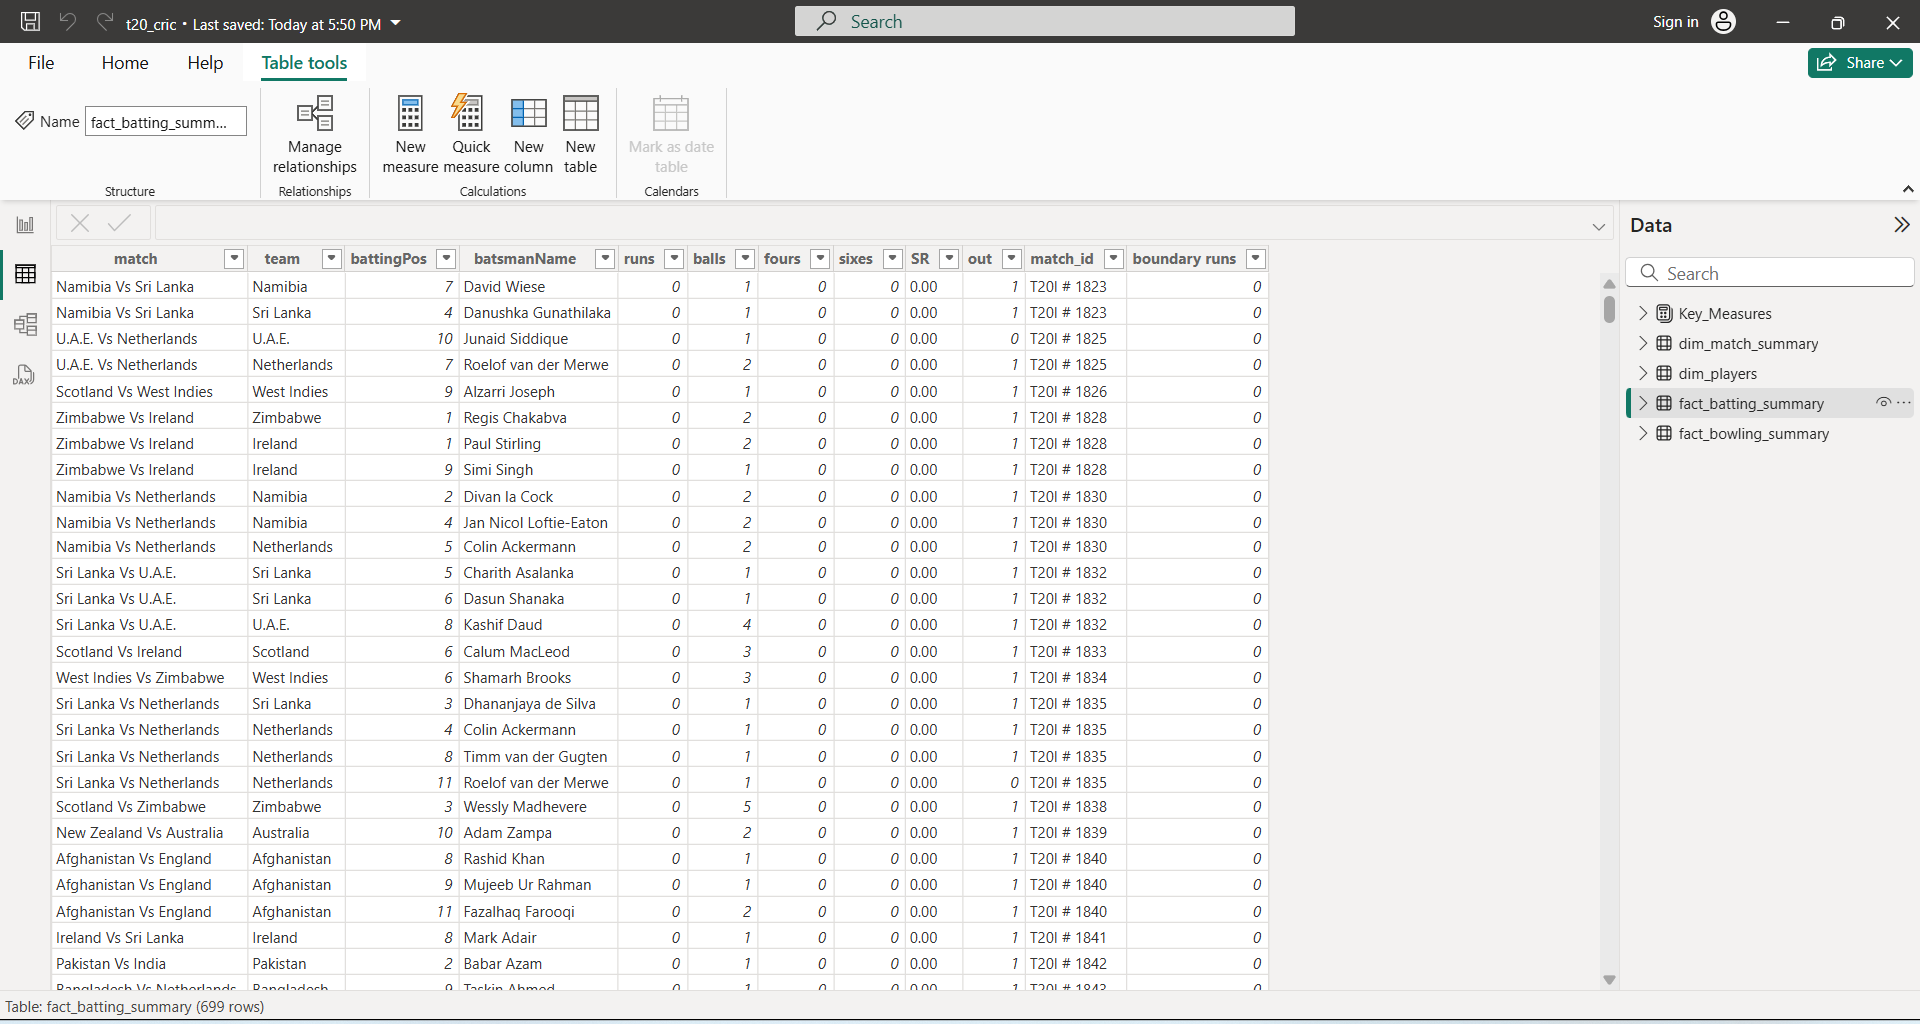 t20_cric • Last saved: Today at 5:50 PM
Search
Sign in
File Home Help Table tools
Share
Name fact_batting_summ...
Manage relationships
New measure
Quick measure
New column
New table
Mark as date table
Structure
Relationships
Calculations
Calendars
match team battingPos batsmanName runs balls fours sixes SR out match_id boundary runs
Namibia Vs Sri Lanka Namibia 7 David Wiese 0 1 0 0 0.00 1 T20I # 1823 0
Namibia Vs Sri Lanka Sri Lanka 4 Danushka Gunathilaka 0 1 0 0 0.00 1 T20I # 1823 0
U.A.E. Vs Netherlands U.A.E. 10 Junaid Siddique 0 1 0 0 0.00 0 T20I # 1825 0
U.A.E. Vs Netherlands Netherlands 7 Roelof van der Merwe 0 2 0 0 0.00 1 T20I # 1825 0
Scotland Vs West Indies West Indies 9 Alzarri Joseph 0 1 0 0 0.00 1 T20I # 1826 0
Zimbabwe Vs Ireland Zimbabwe 1 Regis Chakabva 0 2 0 0 0.00 1 T20I # 1828 0
Zimbabwe Vs Ireland Ireland 1 Paul Stirling 0 2 0 0 0.00 1 T20I # 1828 0
Zimbabwe Vs Ireland Ireland 9 Simi Singh 0 1 0 0 0.00 1 T20I # 1828 0
Namibia Vs Netherlands Namibia 2 Divan la Cock 0 2 0 0 0.00 1 T20I # 1830 0
Namibia Vs Netherlands Namibia 4 Jan Nicol Loftie-Eaton 0 2 0 0 0.00 1 T20I # 1830 0
Namibia Vs Netherlands Netherlands 5 Colin Ackermann 0 2 0 0 0.00 1 T20I # 1830 0
Sri Lanka Vs U.A.E. Sri Lanka 5 Charith Asalanka 0 1 0 0 0.00 1 T20I # 1832 0
Sri Lanka Vs U.A.E. Sri Lanka 6 Dasun Shanaka 0 1 0 0 0.00 1 T20I # 1832 0
Sri Lanka Vs U.A.E. U.A.E. 8 Kashif Daud 0 4 0 0 0.00 1 T20I # 1832 0
Scotland Vs Ireland Scotland 6 Calum MacLeod 0 3 0 0 0.00 1 T20I # 1833 0
West Indies Vs Zimbabwe West Indies 6 Shamarh Brooks 0 3 0 0 0.00 1 T20I # 1834 0
Sri Lanka Vs Netherlands Sri Lanka 3 Dhananjaya de Silva 0 1 0 0 0.00 1 T20I # 1835 0
Sri Lanka Vs Netherlands Netherlands 4 Colin Ackermann 0 1 0 0 0.00 1 T20I # 1835 0
Sri Lanka Vs Netherlands Netherlands 8 Timm van der Gugten 0 1 0 0 0.00 1 T20I # 1835 0
Sri Lanka Vs Netherlands Netherlands 11 Roelof van der Merwe 0 1 0 0 0.00 0 T20I # 1835 0
Scotland Vs Zimbabwe Zimbabwe 3 Wessly Madhevere 0 5 0 0 0.00 1 T20I # 1838 0
New Zealand Vs Australia Australia 10 Adam Zampa 0 2 0 0 0.00 1 T20I # 1839 0
Afghanistan Vs England Afghanistan 8 Rashid Khan 0 1 0 0 0.00 1 T20I # 1840 0
Afghanistan Vs England Afghanistan 9 Mujeeb Ur Rahman 0 1 0 0 0.00 1 T20I # 1840 0
Afghanistan Vs England Afghanistan 11 Fazalhaq Farooqi 0 2 0 0 0.00 1 T20I # 1840 0
Ireland Vs Sri Lanka Ireland 8 Mark Adair 0 1 0 0 0.00 1 T20I # 1841 0
Pakistan Vs India Pakistan 2 Babar Azam 0 1 0 0 0.00 1 T20I # 1842 0
Bangladesh Vs Netherlands Bangladesh 9 Taskin Ahmed 0 1 0 0 0.00 1 T20I # 1843 0
DAX
Data
Search
Key_Measures
dim_match_summary
dim_players
fact_batting_summary
fact_bowling_summary
Table: fact_batting_summary (699 rows)